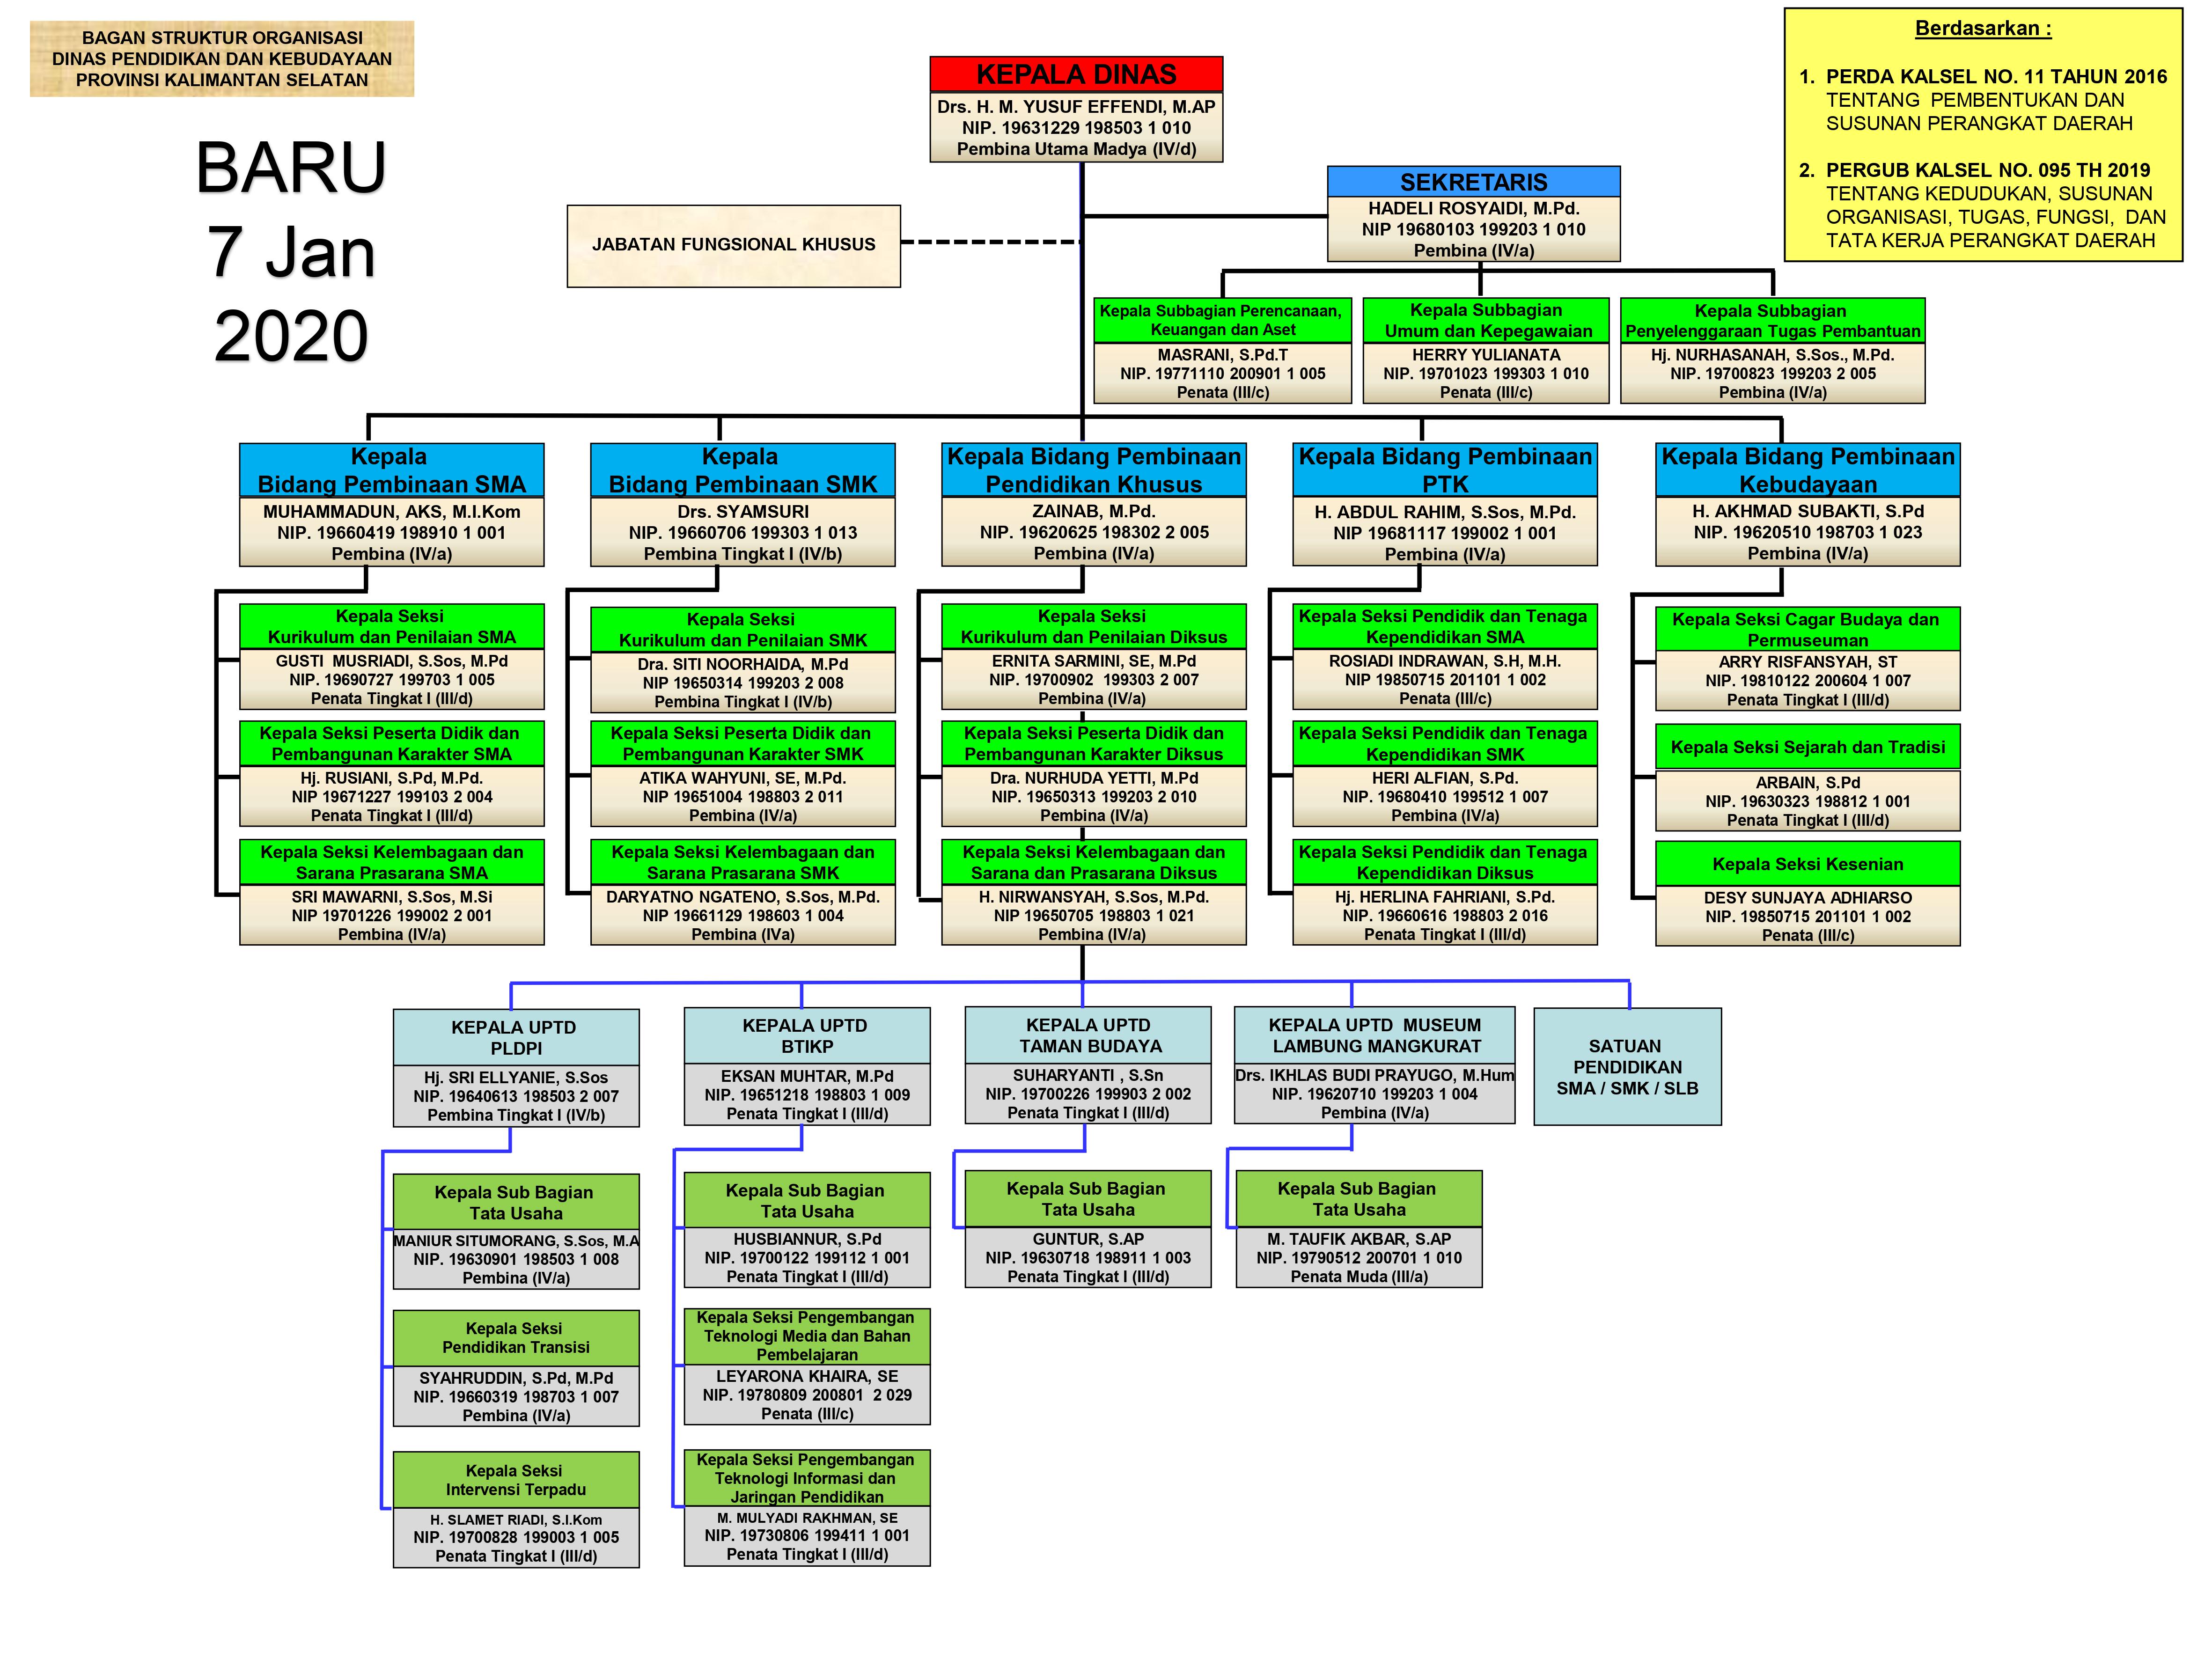 BAGAN STRUKTUR ORGANISASI
DINAS PENDIDIKAN DAN KEBUDAYAAN
PROVINSI KALIMANTAN SELATAN
BARU
7 Jan
2020
KEPALA DINAS
Drs. H. M. YUSUF EFFENDI, M.AP
NIP. 19631229 198503 1 010
Pembina Utama Madya (IV/d)
Berdasarkan :
1. PERDA KALSEL NO. 11 TAHUN 2016
TENTANG PEMBENTUKAN DAN
SUSUNAN PERANGKAT DAERAH
2. PERGUB KALSEL NO. 095 TH 2019
TENTANG KEDUDUKAN, SUSUNAN
ORGANISASI, TUGAS, FUNGSI, DAN
TATA KERJA PERANGKAT DAERAH
SEKRETARIS
HADELI ROSYAIDI, M.Pd.
NIP 19680103 199203 1 010
Pembina (IV/a)
JABATAN FUNGSIONAL KHUSUS
Kepala Subbagian Perencanaan,
Keuangan dan Aset
MASRANI, S.Pd.T
NIP. 19771110 200901 1 005
Penata (III/c)
Kepala Subbagian
Umum dan Kepegawaian
HERRY YULIANATA
NIP. 19701023 199303 1 010
Penata (III/c)
Kepala Subbagian
Penyelenggaraan Tugas Pembantuan
Hj. NURHASANAH, S.Sos., M.Pd.
NIP. 19700823 199203 2 005
Pembina (IV/a)
Kepala
Bidang Pembinaan SMA
MUHAMMADUN, AKS, M.I.Kom
NIP. 19660419 198910 1 001
Pembina (IV/a)
Kepala
Bidang Pembinaan SMK
Drs. SYAMSURI
NIP. 19660706 199303 1 013
Pembina Tingkat I (IV/b)
Kepala Bidang Pembinaan
Pendidikan Khusus
ZAINAB, M.Pd.
NIP. 19620625 198302 2 005
Pembina (IV/a)
Kepala Bidang Pembinaan
PTK
H. ABDUL RAHIM, S.Sos, M.Pd.
NIP 19681117 199002 1 001
Pembina (IV/a)
Kepala Bidang Pembinaan
Kebudayaan
H. AKHMAD SUBAKTI, S.Pd
NIP. 19620510 198703 1 023
Pembina (IV/a)
Kepala Seksi
Kurikulum dan Penilaian SMA
GUSTI MUSRIADI, S.Sos, M.Pd
NIP. 19690727 199703 1 005
Penata Tingkat I (III/d)
Kepala Seksi Peserta Didik dan
Pembangunan Karakter SMA
Hj. RUSIANI, S.Pd, M.Pd.
NIP 19671227 199103 2 004
Penata Tingkat I (III/d)
Kepala Seksi Kelembagaan dan
Sarana Prasarana SMA
SRI MAWARNI, S.Sos, M.Si
NIP 19701226 199002 2 001
Pembina (IV/a)
Kepala Seksi
Kurikulum dan Penilaian SMK
Dra. SITI NOORHAIDA, M.Pd
NIP 19650314 199203 2 008
Pembina Tingkat I (IV/b)
Kepala Seksi Peserta Didik dan
Pembangunan Karakter SMK
ATIKA WAHYUNI, SE, M.Pd.
NIP 19651004 198803 2 011
Pembina (IV/a)
Kepala Seksi Kelembagaan dan
Sarana Prasarana SMK
DARYATNO NGATENO, S.Sos, M.Pd.
NIP 19661129 198603 1 004
Pembina (IVa)
Kepala Seksi
Kurikulum dan Penilaian Diksus
ERNITA SARMINI, SE, M.Pd
NIP. 19700902 199303 2 007
Pembina (IV/a)
Kepala Seksi Peserta Didik dan
Pembangunan Karakter Diksus
Dra. NURHUDA YETTI, M.Pd
NIP 19650313 199203 2 010
Pembina (IV/a)
Kepala Seksi Kelembagaan dan
Sarana dan Prasarana Diksus
H. NIRWANSYAH, S.Sos, M.Pd.
NIP 19650705 198803 1 021
Pembina (IV/a)
Kepala Seksi Pendidik dan Tenaga
Kependidikan SMA
ROSIADI INDRAWAN, S.H, M.H.
NIP 19850715 201101 1 002
Penata (III/c)
Kepala Seksi Pendidik dan Tenaga
Kependidikan SMK
HERI ALFIAN, S.Pd.
NIP. 19680410 199512 1 007
Pembina (IV/a)
Kepala Seksi Pendidik dan Tenaga
Kependidikan Diksus
Hj. HERLINA FAHRIANI, S.Pd.
NIP 19660616 198803 2 016
Penata Tingkat I (III/d)
Kepala Seksi Cagar Budaya dan
Permuseuman
ARRY RISFANSYAH, ST
NIP. 19810122 200604 1 007
Penata Tingkat I (III/d)
Kepala Seksi Sejarah dan Tradisi
ARBAIN, S.Pd
NIP. 19630323 198812 1 001
Penata Tingkat I (III/d)
Kepala Seksi Kesenian
DESY SUNJAYA ADHIARSO
NIP. 19850715 201101 1 002
Penata (III/c)
KEPALA UPTD
PLDPI
Hj. SRI ELLYANIE, S.Sos
NIP. 19640613 198503 2 007
Pembina Tingkat I (IV/b)
KEPALA UPTD
BTIKP
EKSAN MUHTAR, M.Pd
NIP. 19651218 198803 1 009
Penata Tingkat I (III/d)
KEPALA UPTD
TAMAN BUDAYA
SUHARYANTI , S.Sn
NIP. 19700226 199903 2 002
Penata Tingkat I (III/d)
KEPALA UPTD MUSEUM
LAMBUNG MANGKURAT
Drs. IKHLAS BUDI PRAYUGO, M.Hum
NIP. 19620710 199203 1 004
Pembina (IV/a)
SATUAN
PENDIDIKAN
SMA / SMK / SLB
Kepala Sub Bagian
Tata Usaha
MANIUR SITUMORANG, S.Sos, M.A
NIP. 19630901 198503 1 008
Pembina (IV/a)
Kepala Seksi
Pendidikan Transisi
SYAHRUDDIN, S.Pd, M.Pd
NIP. 19660319 198703 1 007
Pembina (IV/a)
Kepala Seksi
Intervensi Terpadu
H. SLAMET RIADI, S.I.Kom
NIP. 19700828 199003 1 005
Penata Tingkat I (III/d)
Kepala Sub Bagian
Tata Usaha
HUSBIANNUR, S.Pd
NIP. 19700122 199112 1 001
Penata Tingkat I (III/d)
Kepala Seksi Pengembangan
Teknologi Media dan Bahan
Pembelajaran
LEYARONA KHAIRA, SE
NIP. 19780809 200801 2 029
Penata (III/c)
Kepala Seksi Pengembangan
Teknologi Informasi dan
Jaringan Pendidikan
M. MULYADI RAKHMAN, SE
NIP. 19730806 199411 1 001
Penata Tingkat I (III/d)
Kepala Sub Bagian
Tata Usaha
GUNTUR, S.AP
NIP. 19630718 198911 1 003
Penata Tingkat I (III/d)
Kepala Sub Bagian
Tata Usaha
M. TAUFIK AKBAR, S.AP
NIP. 19790512 200701 1 010
Penata Muda (III/a)